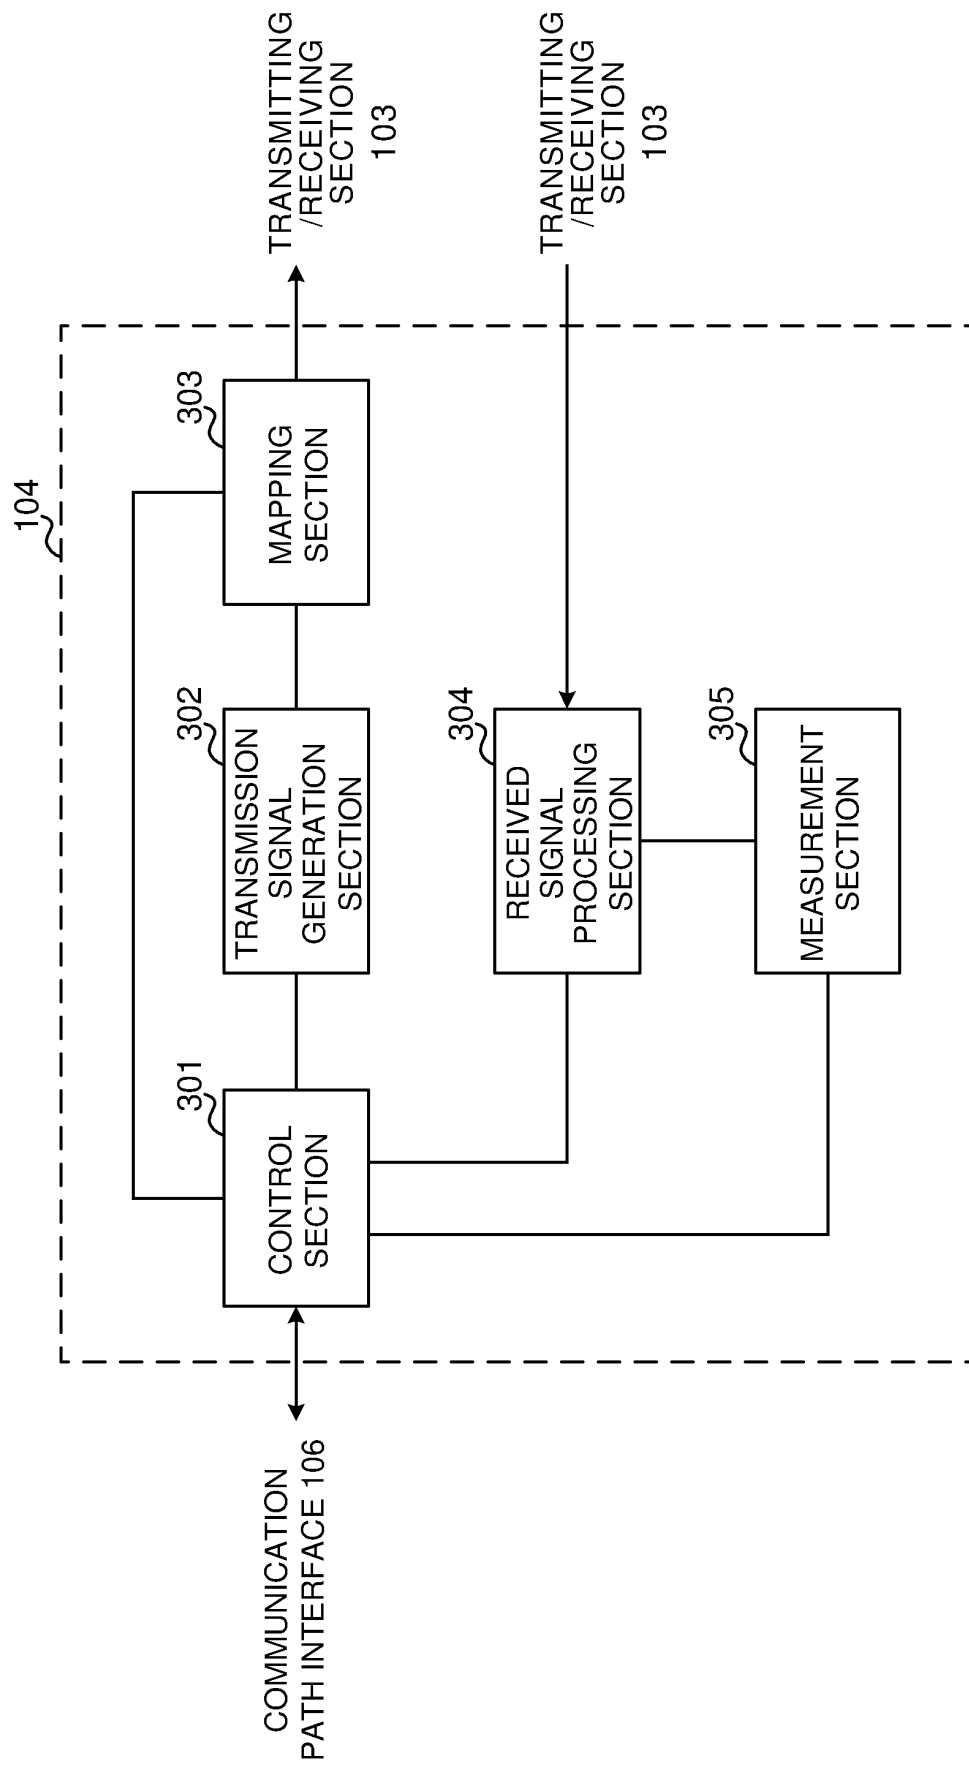 104
COMMUNICATION
PATH INTERFACE 106
301
CONTROL
SECTION
302
TRANSMISSION
SIGNAL
GENERATION
SECTION
303
MAPPING
SECTION
TRANSMITTING
/RECEIVING
SECTION
103
304
RECEIVED
SIGNAL
PROCESSING
SECTION
TRANSMITTING
/RECEIVING
SECTION
103
305
MEASUREMENT
SECTION